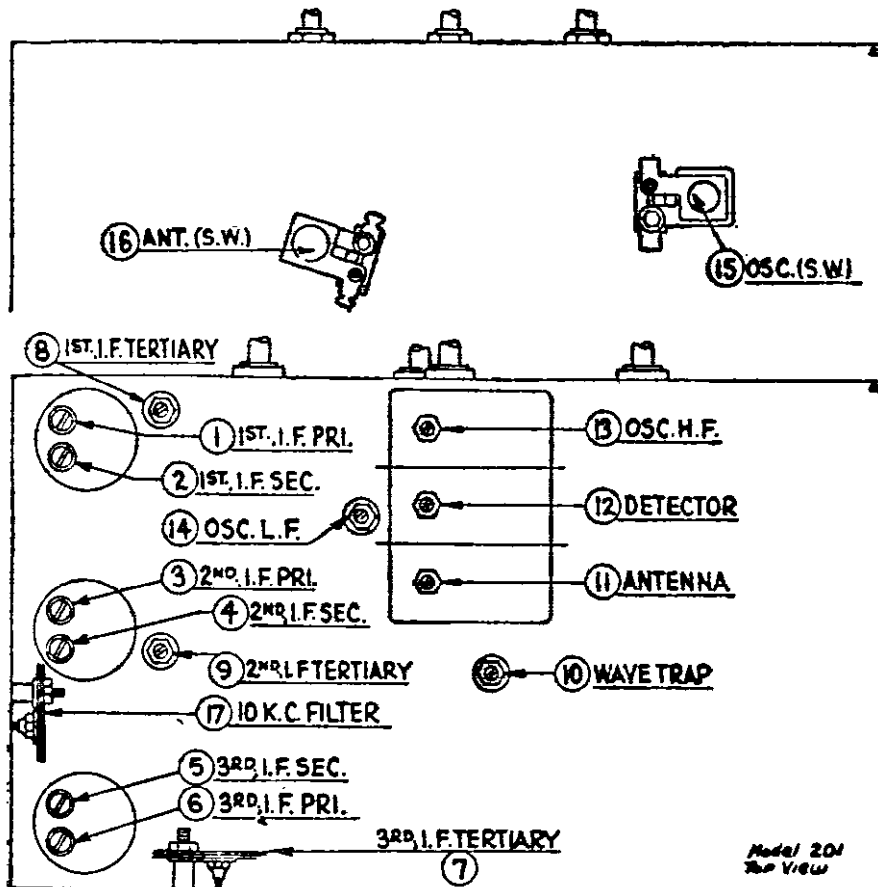 16 ANT. (S.W.)
15 OSC. (S.W)
8 1ST. I.F. TERTIARY
1 1ST. I.F. PRI.
13 OSC. H.F.
2 1ST. I.F. SEC.
12 DETECTOR
14 OSC. L.F.
3 2ND. I.F. PRI.
11 ANTENNA
4 2ND. I.F. SEC.
9 2ND. I.F TERTIARY
10 WAVE TRAP
17 10 K.C. FILTER
5 3RD. I.F. SEC.
6 3RD. I.F. PRI.
3RD. I.F. TERTIARY
7
Model 201
Top View